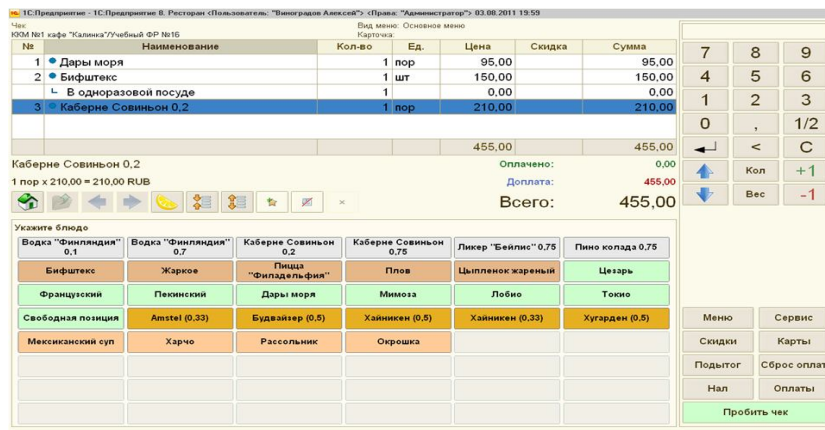 1С:Предприятие - 1С:Предприятие 8. Ресторан <Пользователь: "Виноградов Алексей"> <Права: "Администратор"> 03.08.2011 19:59
Чек Вид меню: Основное меню
ККМ №1 кафе "Калинка"/Учебный ФР №16 Карточка:
№ Наименование Кол-во Ед. Цена Скидка Сумма
1 Дары моря 1 пор 95,00 95,00
2 Бифштекс 1 шт 150,00 150,00
В одноразовой посуде 1 0,00 0,00
3 Каберне Совиньон 0,2 1 пор 210,00 210,00
455,00 455,00
Каберне Совиньон 0,2 Оплачено: 0,00
1 пор x 210,00 = 210,00 RUB Доплата: 455,00
Всего: 455,00
7 8 9
4 5 6
1 2 3
0 , 1/2
< C
Кол +1
Вес -1
Укажите блюдо
Водка "Финляндия" 0,1 Водка "Финляндия" 0,7 Каберне Совиньон 0,2 Каберне Совиньон 0,75 Ликер "Бейлис" 0,75 Пино колада 0,75
Бифштекс Жаркое Пицца "Филадельфия" Плов Цыпленок жареный Цезарь
Французский Пекинский Дары моря Мимоза Лобио Токио
Свободная позиция Amstel (0,33) Будвайзер (0,5) Хайникен (0,5) Хайникен (0,33) Хугарден (0,5)
Мексиканский суп Харчо Рассольник Окрошка
Меню Сервис
Скидки Карты
Подытог Сброс оплат
Нал Оплаты
Пробить чек